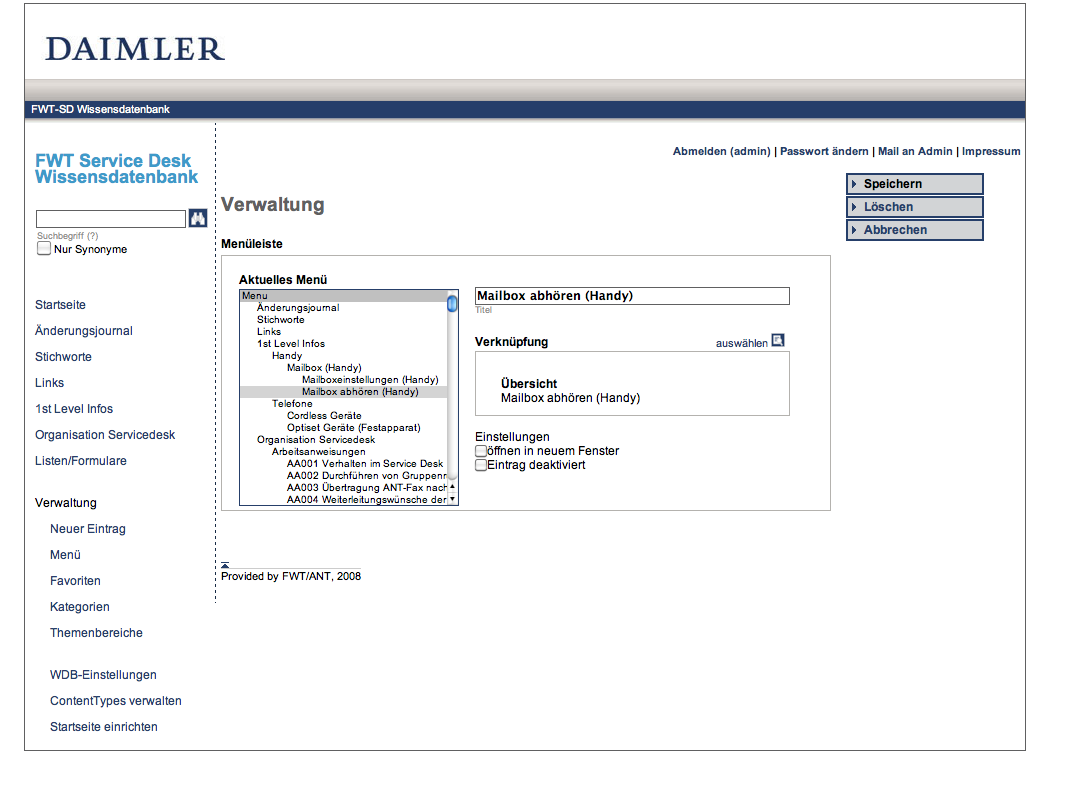 DAIMLER
FWT-SD Wissensdatenbank
Abmelden (admin) | Passwort ändern | Mail an Admin | Impressum
FWT Service Desk
Wissensdatenbank
Suchbegriff (?)
Nur Synonyme
Startseite
Änderungsjournal
Stichworte
Links
1st Level Infos
Organisation Servicedesk
Listen/Formulare
Verwaltung
Neuer Eintrag
Menü
Favoriten
Kategorien
Themenbereiche
WDB-Einstellungen
ContentTypes verwalten
Startseite einrichten
Verwaltung
Menüleiste
Aktuelles Menü
Menu
Änderungsjournal
Stichworte
Links
1st Level Infos
Handy
Mailbox (Handy)
Mailboxeinstellungen (Handy)
Mailbox abhören (Handy)
Telefone
Cordless Geräte
Optiset Geräte (Festapparat)
Organisation Servicedesk
Arbeitsanweisungen
AA001 Verhalten im Service Desk
AA002 Durchführen von Gruppenr
AA003 Übertragung ANT-Fax nach
AA004 Weiterleitungswünsche der
Mailbox abhören (Handy)
Titel
Verknüpfung
auswählen
Übersicht
Mailbox abhören (Handy)
Einstellungen
öffnen in neuem Fenster
Eintrag deaktiviert
Speichern
Löschen
Abbrechen
Provided by FWT/ANT, 2008